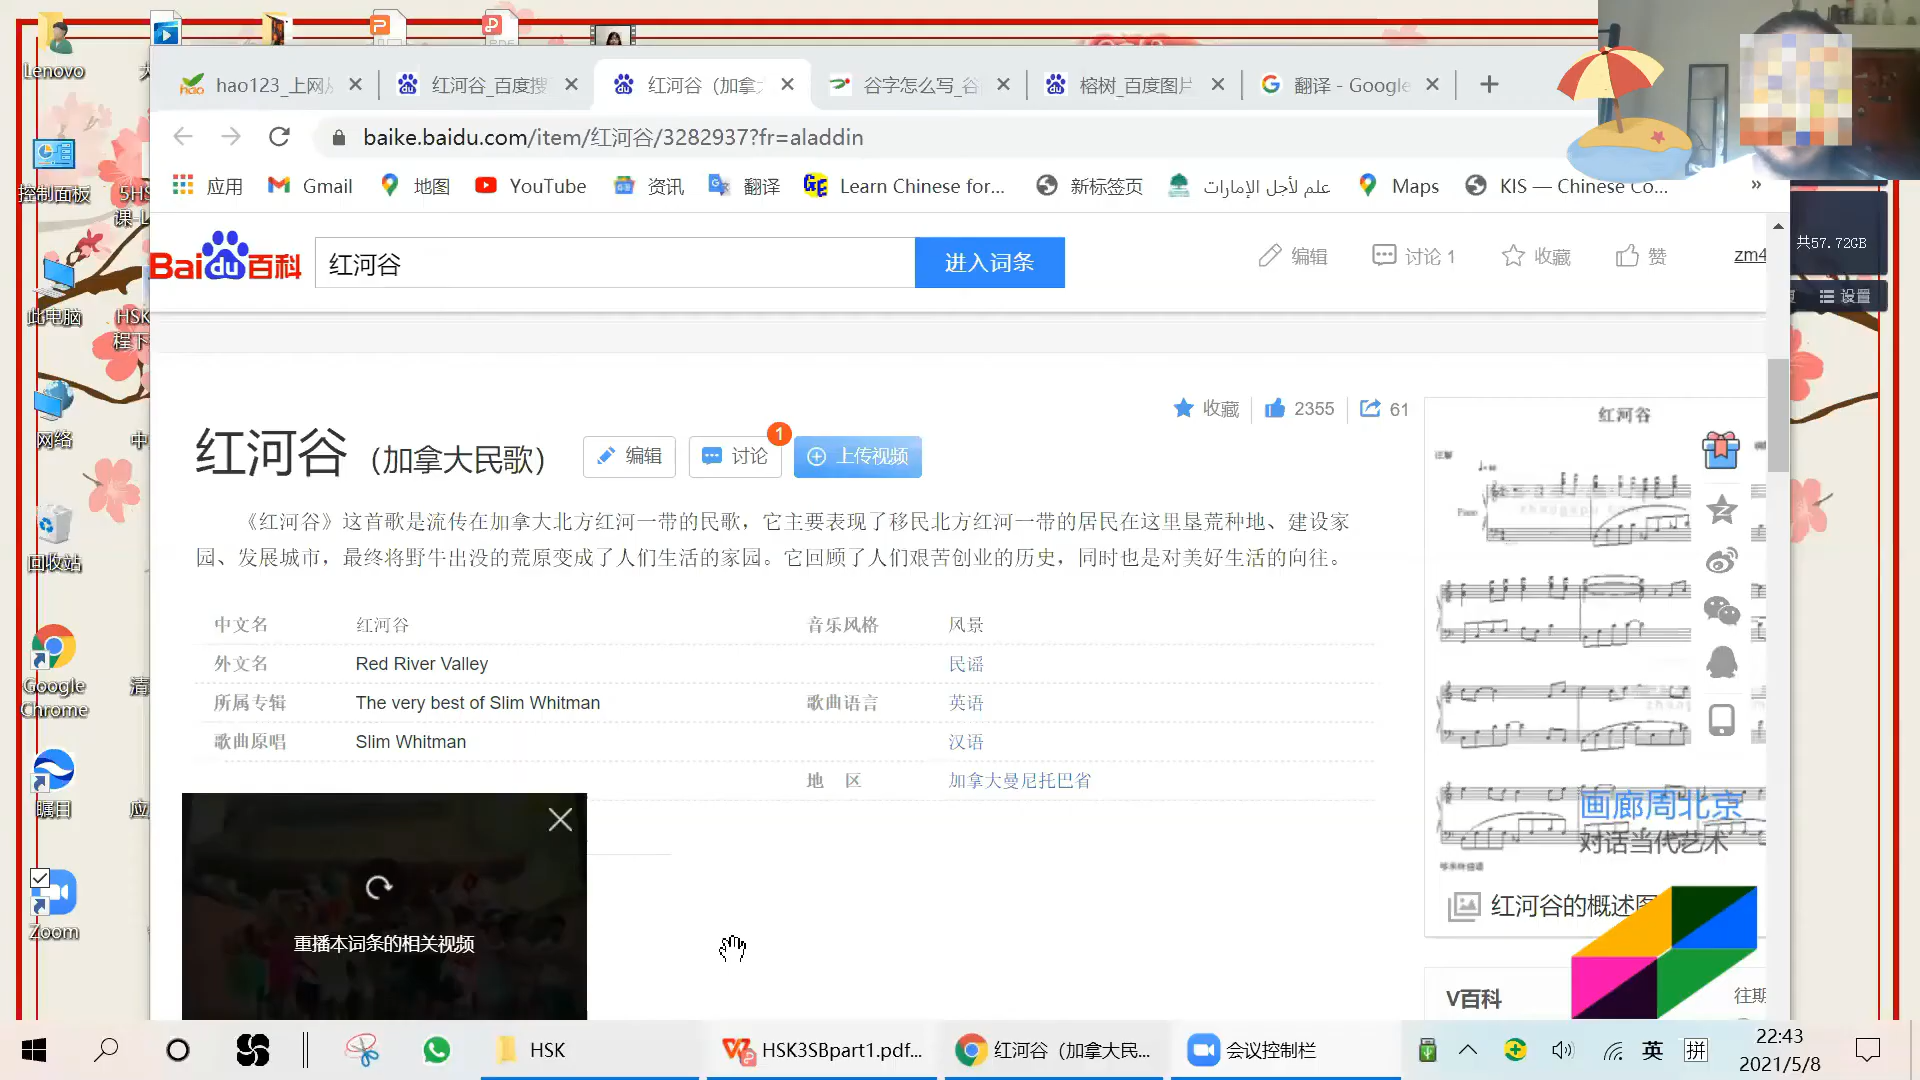 Lenovo
控制面板
5HS
课-L
此电脑
HSK
程下
网络
中
回收站
Google
Chrome
清
瞩目
应
Zoom
hao123_上网
红河谷_百度搜
红河谷（加拿
谷字怎么写_谷
榕树_百度图片
翻译 - Google
baike.baidu.com/item/红河谷/3282937?fr=aladdin
应用 Gmail 地图 YouTube 资讯 翻译 Learn Chinese for... 新标签页 علم لأجل الإمارات Maps KIS — Chinese Co... »
Bai du 百科
红河谷
进入词条
编辑 讨论 1 收藏 赞 zm4
共57.72GB
设置
收藏 2355 61
红河谷（加拿大民歌） 编辑 讨论 1 上传视频
《红河谷》这首歌是流传在加拿大北方红河一带的民歌，它主要表现了移民北方红河一带的居民在这里垦荒种地、建设家
园、发展城市，最终将野牛出没的荒原变成了人们生活的家园。它回顾了人们艰苦创业的历史，同时也是对美好生活的向往。
中文名 红河谷 音乐风格 风景
外文名 Red River Valley 民谣
所属专辑 The very best of Slim Whitman 歌曲语言 英语
歌曲原唱 Slim Whitman 汉语
地 区 加拿大曼尼托巴省
重播本词条的相关视频
红河谷
Piano
画廊周北京
对话当代艺术
红河谷的概述图
V百科 往期
HSK
HSK3SBpart1.pdf...
红河谷（加拿大民...
会议控制栏
英
拼
22:43
2021/5/8